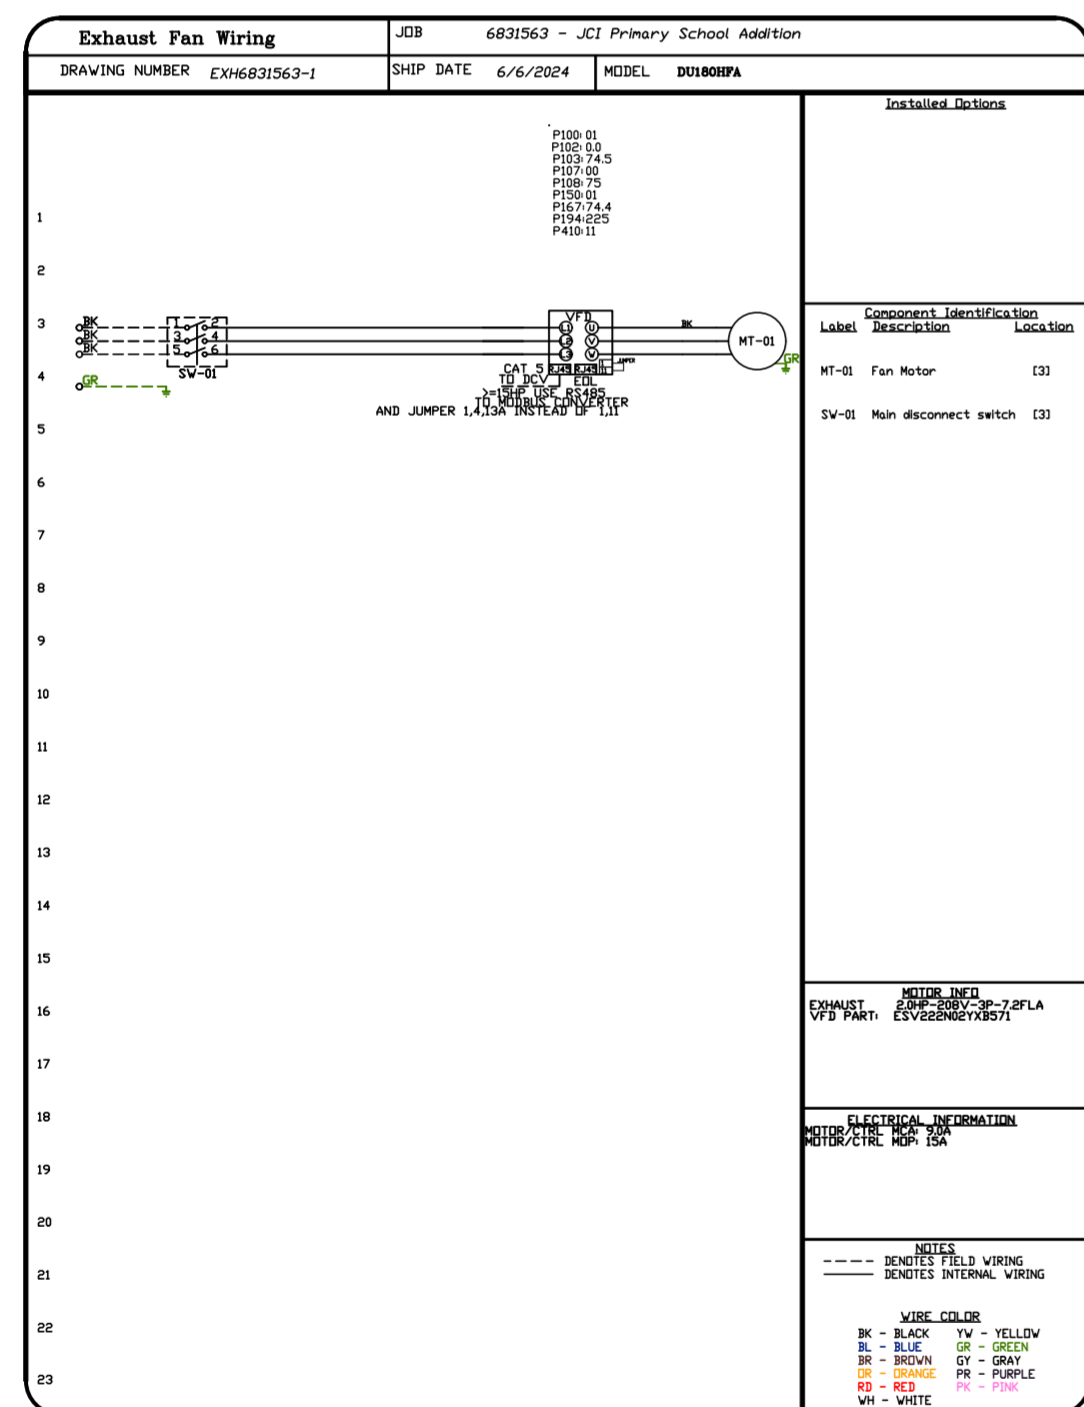 Exhaust Fan Wiring
JOB 6831563 - JCI Primary School Addition
DRAWING NUMBER EXH6831563-1
SHIP DATE 6/6/2024
MODEL DU180HFA
Installed Options
P100: 01
P102: 0.0
P103: 74.5
P107: 00
P108: 75
P150: 01
P167: 74.4
P194: 225
P410: 11
1
2
3
4
5
6
7
8
9
10
11
12
13
14
15
16
17
18
19
20
21
22
23
BK
BK
BK
GR
1 2
3 4
5 6
SW-01
VFD
L1 U
L2 V
L3 W
RJ45 RJ45
JUMPER
BK
MT-01
GR
CAT 5
TO DCV
EOL
>=15HP USE RS485
TO MODBUS CONVERTER
AND JUMPER 1,4,13A INSTEAD OF 1,11
Component Identification
Label Description Location
MT-01 Fan Motor [3]
SW-01 Main disconnect switch [3]
MOTOR INFO
EXHAUST 2.0HP-208V-3P-7.2FLA
VFD PART: ESV222N02YXB571
ELECTRICAL INFORMATION
MOTOR/CTRL MCA: 9.0A
MOTOR/CTRL MOP: 15A
NOTES
DENOTES FIELD WIRING
DENOTES INTERNAL WIRING
WIRE COLOR
BK - BLACK YW - YELLOW
BL - BLUE GR - GREEN
BR - BROWN GY - GRAY
OR - ORANGE PR - PURPLE
RD - RED PK - PINK
WH - WHITE